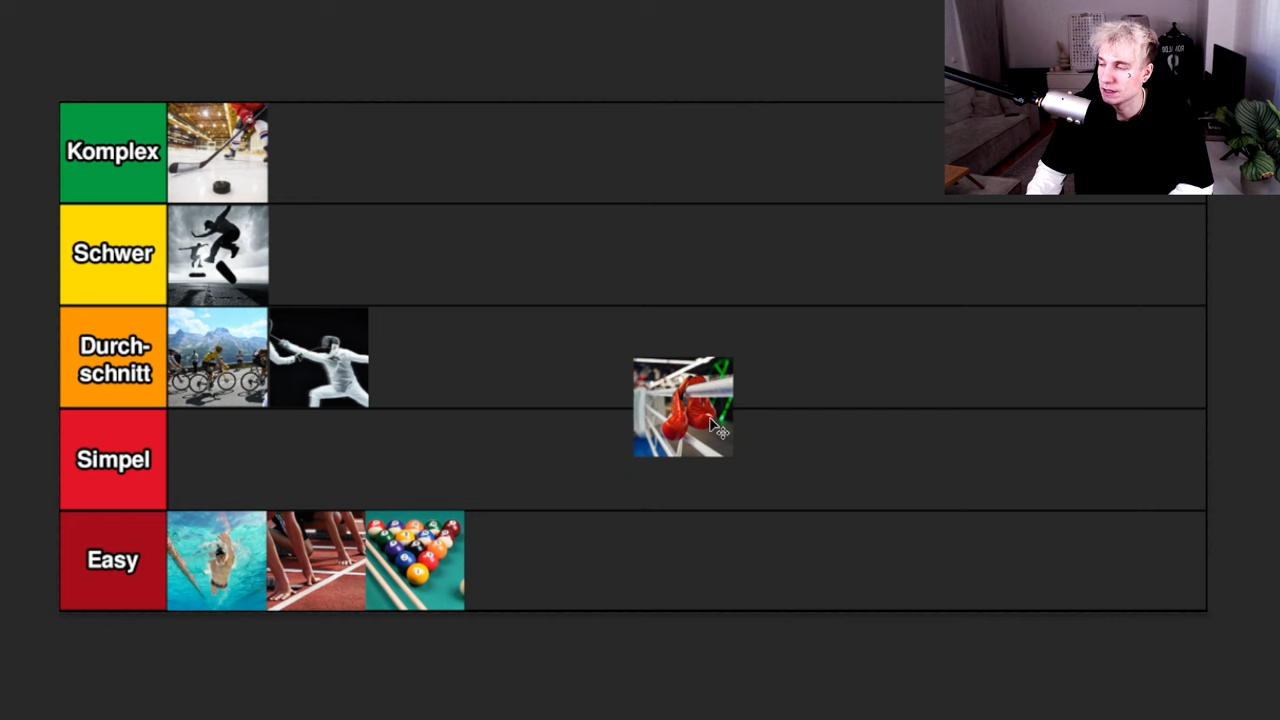 Komplex
Schwer
Durch-
schnitt
Simpel
Easy